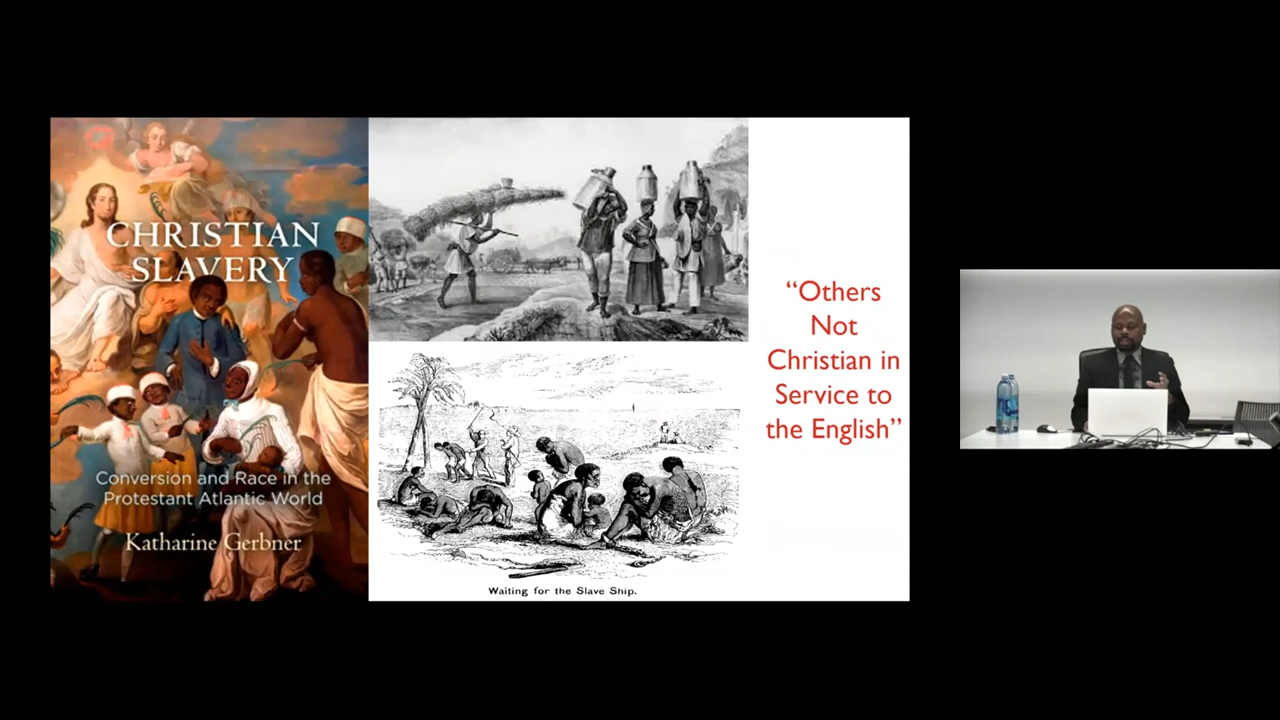 CHRISTIAN
SLAVERY
Conversion and Race in the
Protestant Atlantic World
Katharine Gerbner
Waiting for the Slave Ship.
“Others
Not
Christian in
Service to
the English”